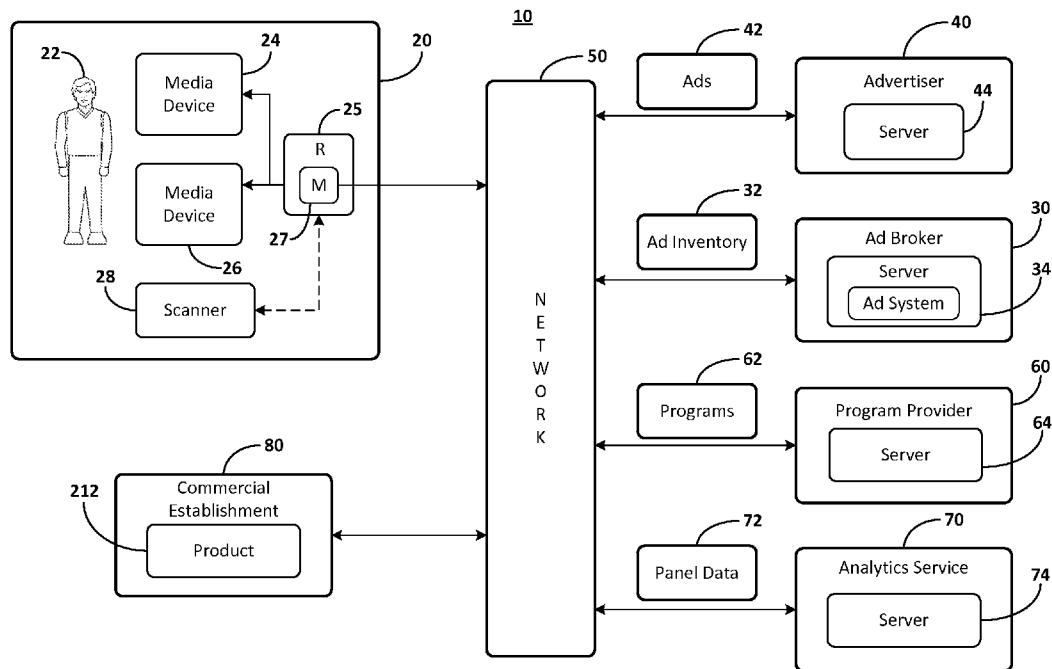 10
22
24
20
Media
Device
25
R
M
27
Media
Device
26
28
Scanner
50
NETWORK
42
Ads
40
Advertiser
44
Server
32
Ad Inventory
30
Ad Broker
34
Server
Ad System
62
Programs
60
Program Provider
64
Server
80
Commercial
Establishment
212
Product
72
Panel Data
70
Analytics Service
74
Server